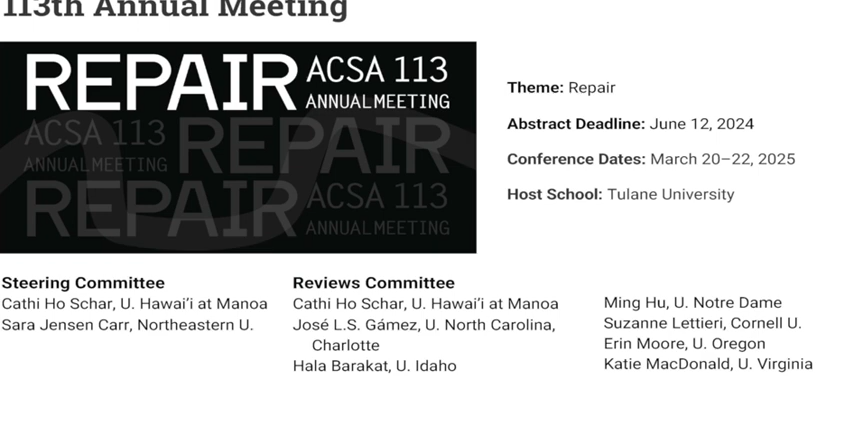 113th Annual Meeting
REPAIR ACSA 113
ANNUALMEETING
ACSA 113 REPAIR
ANNUALMEETING
REPAIR ACSA 113
ANNUALMEETING
Theme: Repair
Abstract Deadline: June 12, 2024
Conference Dates: March 20–22, 2025
Host School: Tulane University
Steering Committee
Cathi Ho Schar, U. Hawai’i at Manoa
Sara Jensen Carr, Northeastern U.
Reviews Committee
Cathi Ho Schar, U. Hawai’i at Manoa
José L.S. Gámez, U. North Carolina,
Charlotte
Hala Barakat, U. Idaho
Ming Hu, U. Notre Dame
Suzanne Lettieri, Cornell U.
Erin Moore, U. Oregon
Katie MacDonald, U. Virginia